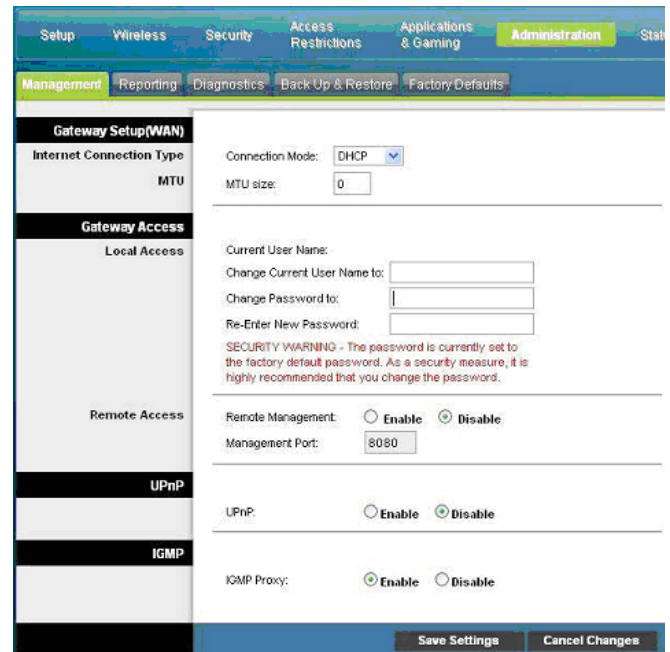 Setup Wireless Security Access Restrictions Applications & Gaming Administration
Management Reporting Diagnostics Back Up & Restore Factory Defaults
Gateway Setup(WAN)
Internet Connection Type Connection Mode: DHCP
MTU MTU size: 0
Gateway Access
Local Access Current User Name:
Change Current User Name to:
Change Password to:
Re-Enter New Password:
SECURITY WARNING - The password is currently set to
the factory default password. As a security measure, it is
highly recommended that you change the password.
Remote Access Remote Management: Enable Disable
Management Port: 8080
UPnP
UPnP: Enable Disable
IGMP
IGMP Proxy: Enable Disable
Save Settings Cancel Changes